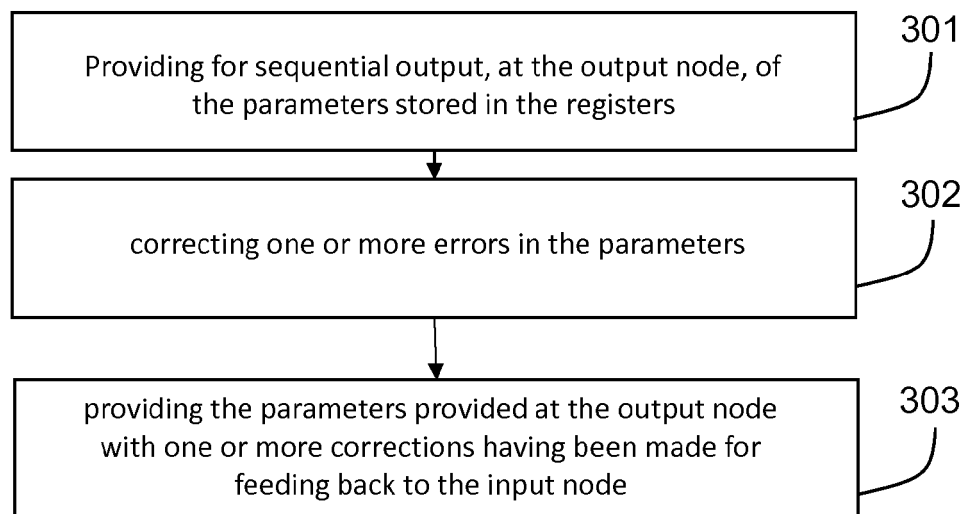 Providing for sequential output, at the output node, of
the parameters stored in the registers
301
correcting one or more errors in the parameters
302
providing the parameters provided at the output node
with one or more corrections having been made for
feeding back to the input node
303